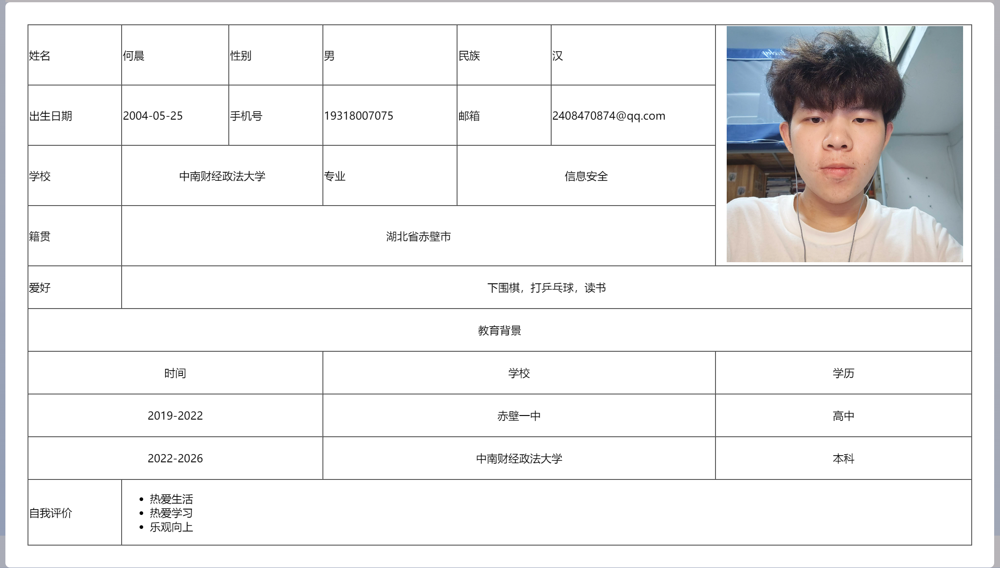 姓名 何晨 性别 男 民族 汉
出生日期 2004-05-25 手机号 19318007075 邮箱 2408470874@qq.com
学校 中南财经政法大学 专业 信息安全
籍贯 湖北省赤壁市
爱好 下围棋，打乒乓球，读书
教育背景
时间 学校 学历
2019-2022 赤壁一中 高中
2022-2026 中南财经政法大学 本科
自我评价
热爱生活
热爱学习
乐观向上